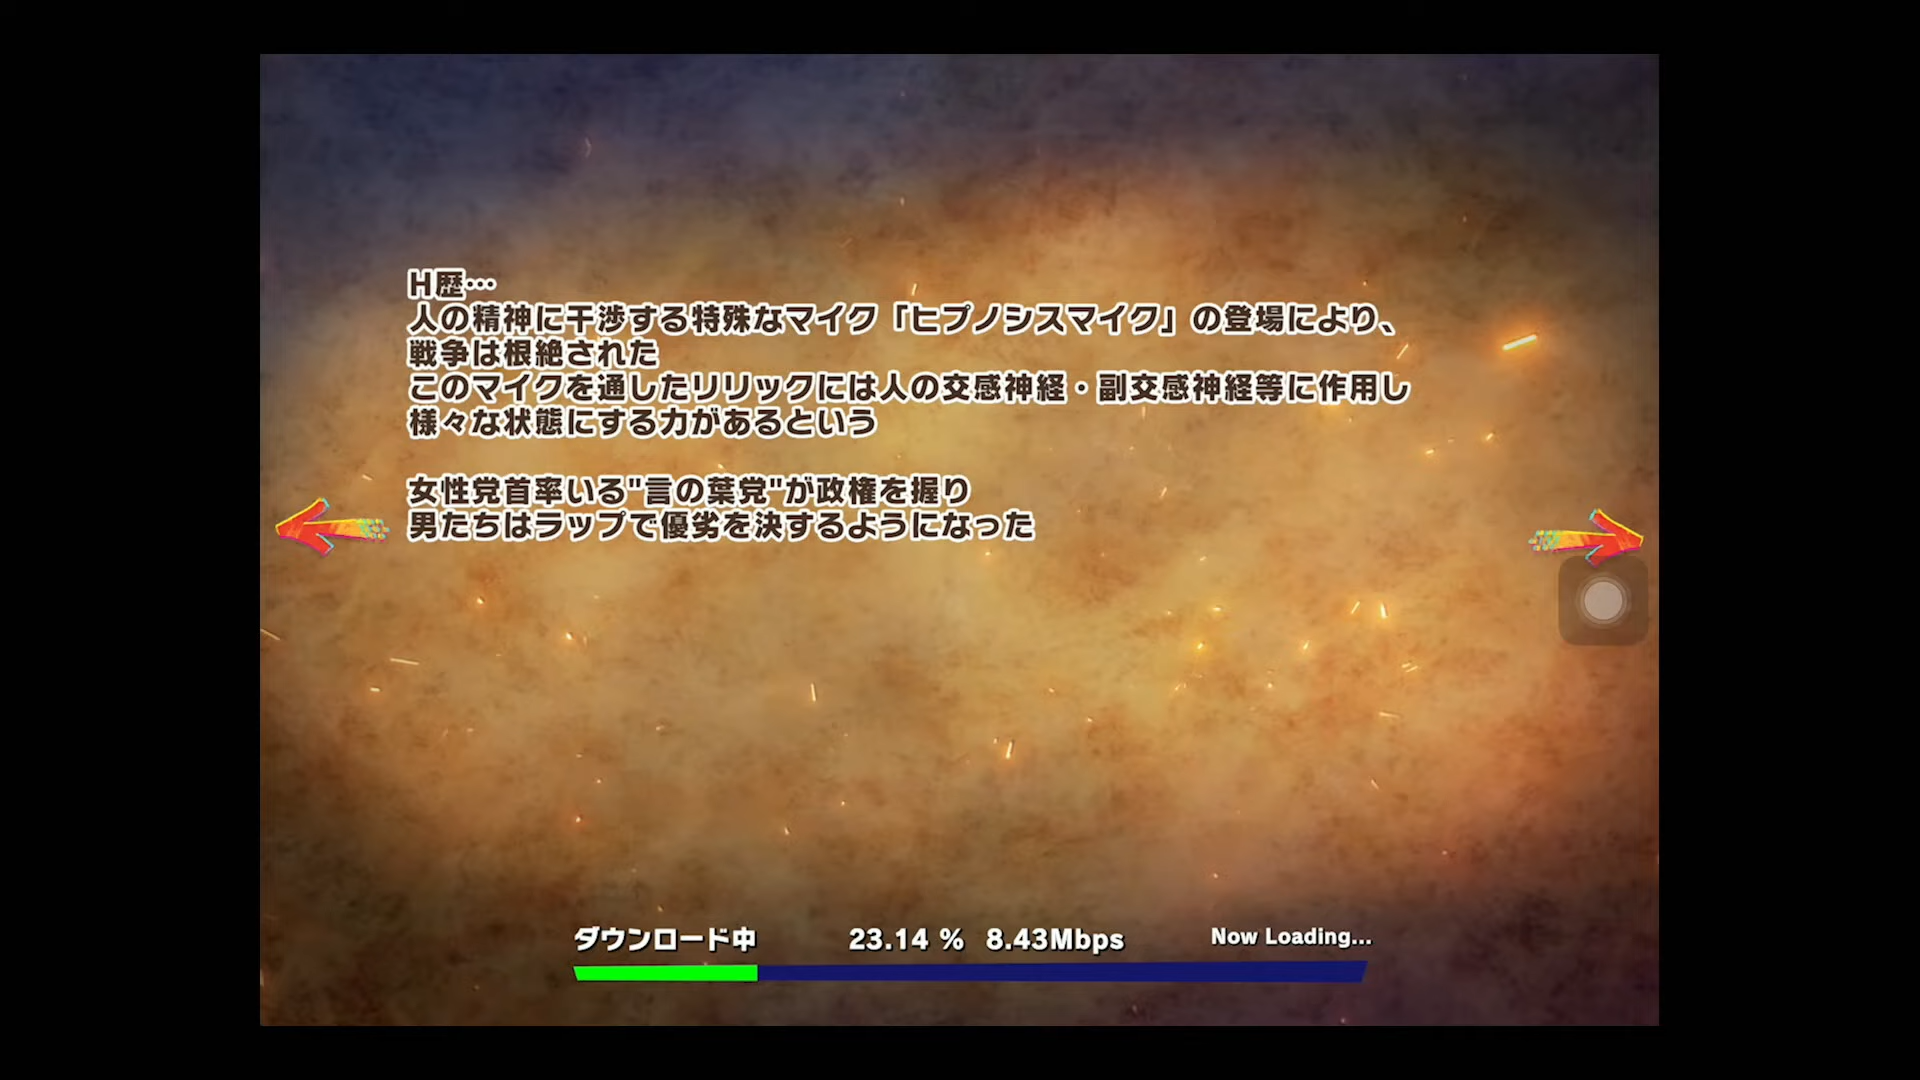 H歴…
人の精神に干渉する特殊なマイク「ヒプノシスマイク」の登場により、
戦争は根絶された
このマイクを通したリリックには人の交感神経・副交感神経等に作用し
様々な状態にする力があるという
女性党首率いる"言の葉党"が政権を握り
男たちはラップで優劣を決するようになった
ダウンロード中 23.14 % 8.43Mbps Now Loading...